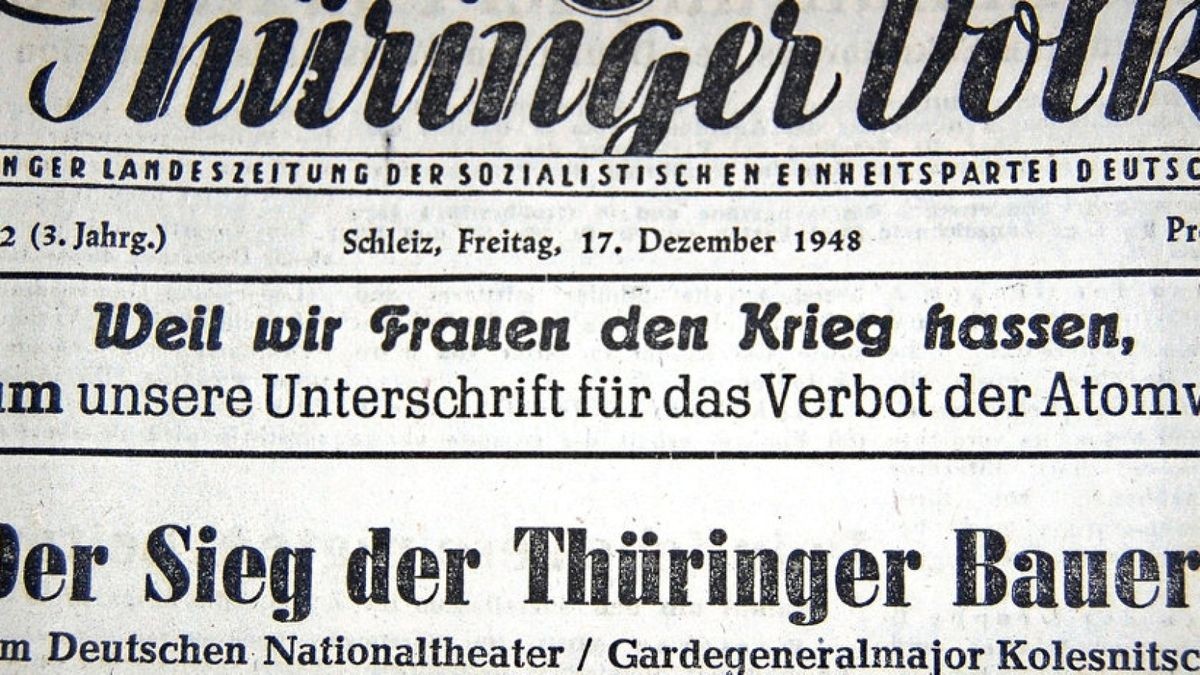 Thüringer Volk
NGER LANDESZEITUNG DER SOZIALISTISCHEN EINHEITSPARTEI DEUTSC
2 (3. Jahrg.) Schleiz, Freitag, 17. Dezember 1948 Pr
Weil wir Frauen den Krieg hassen,
um unsere Unterschrift für das Verbot der Atomw
Der Sieg der Thüringer Bauer
m Deutschen Nationaltheater / Gardegeneralmajor Kolesnitsc